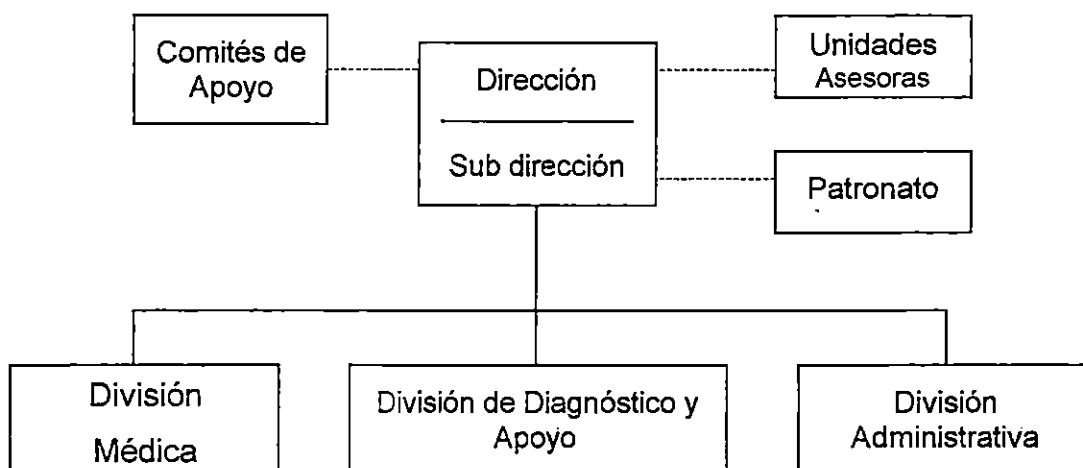 Comités de
Apoyo
Dirección
Sub dirección
Unidades
Asesoras
Patronato
División
Médica
División de Diagnóstico y
Apoyo
División
Administrativa